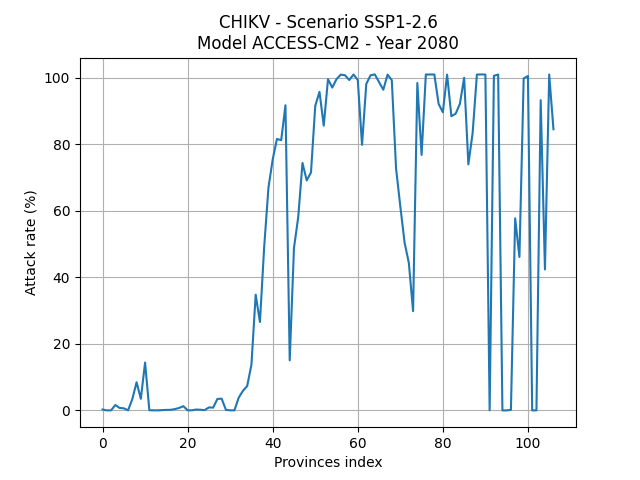 CHIKV - Scenario SSP1-2.6
Model ACCESS-CM2 - Year 2080
Attack rate (%)
100
80
60
40
20
0
0 20 40 60 80 100
Provinces index